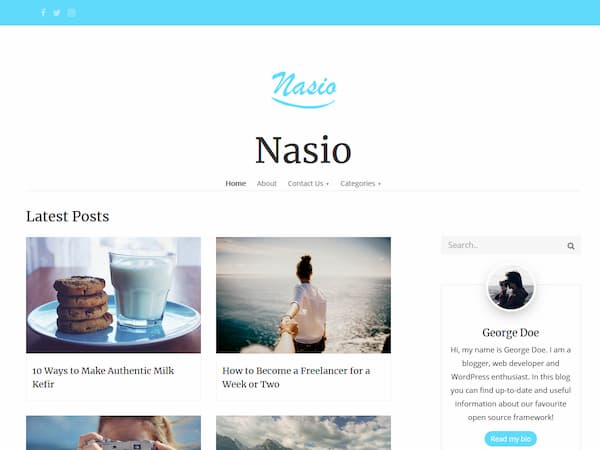 Nasio
Nasio
Home About Contact Us Categories
Latest Posts
Search..
10 Ways to Make Authentic Milk
Kefir
How to Become a Freelancer for a
Week or Two
George Doe
Hi, my name is George Doe. I am a
blogger, web developer and
WordPress enthusiast. In this blog
you can find up-to-date and useful
information about our favourite
open source framework!
Read my bio